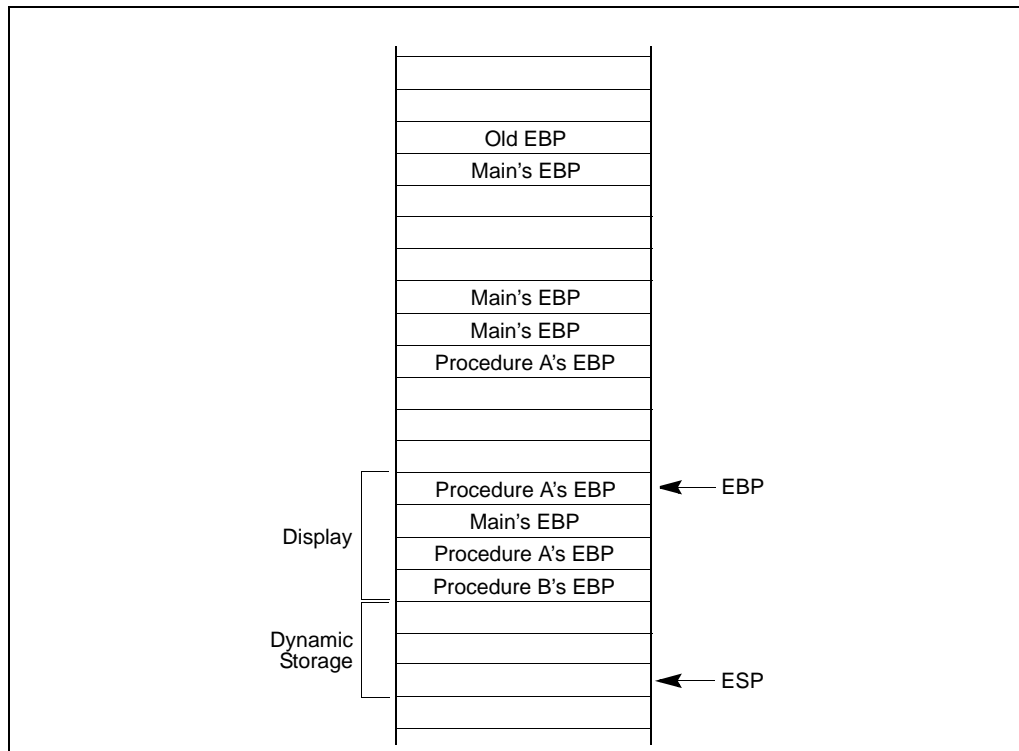 Old EBP
Main's EBP
Main's EBP
Main's EBP
Procedure A's EBP
Procedure A's EBP
EBP
Main's EBP
Display
Procedure A's EBP
Procedure B's EBP
Dynamic
Storage
ESP